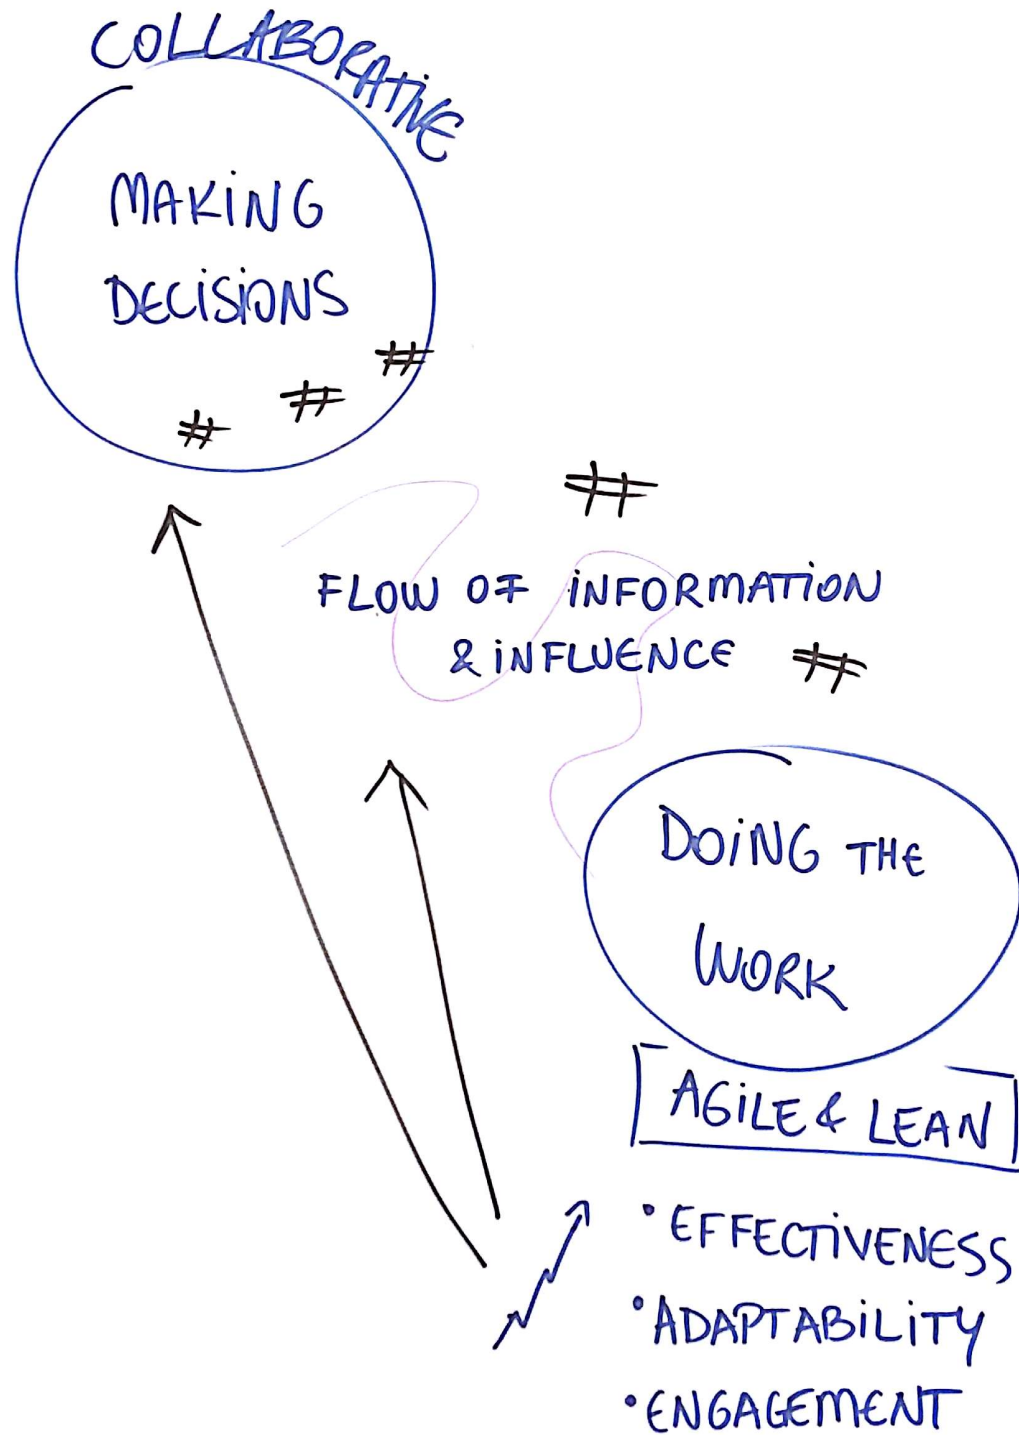 COLLABORATIVE
MAKING
DECISIONS
#
#
#
#
FLOW OF INFORMATION
& INFLUENCE #
DOING THE
WORK
AGILE & LEAN
• EFFECTIVENESS
• ADAPTABILITY
• ENGAGEMENT